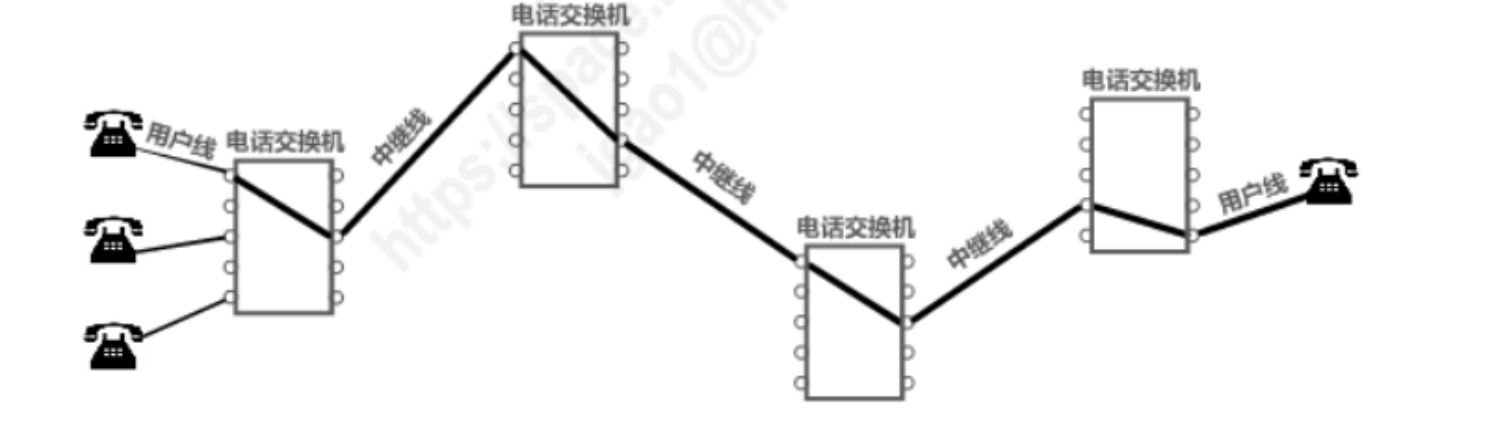 电话交换机
电话交换机
用户线
电话交换机
中继线
中继线
用户线
电话交换机
中继线
https://space.
jiao1@h